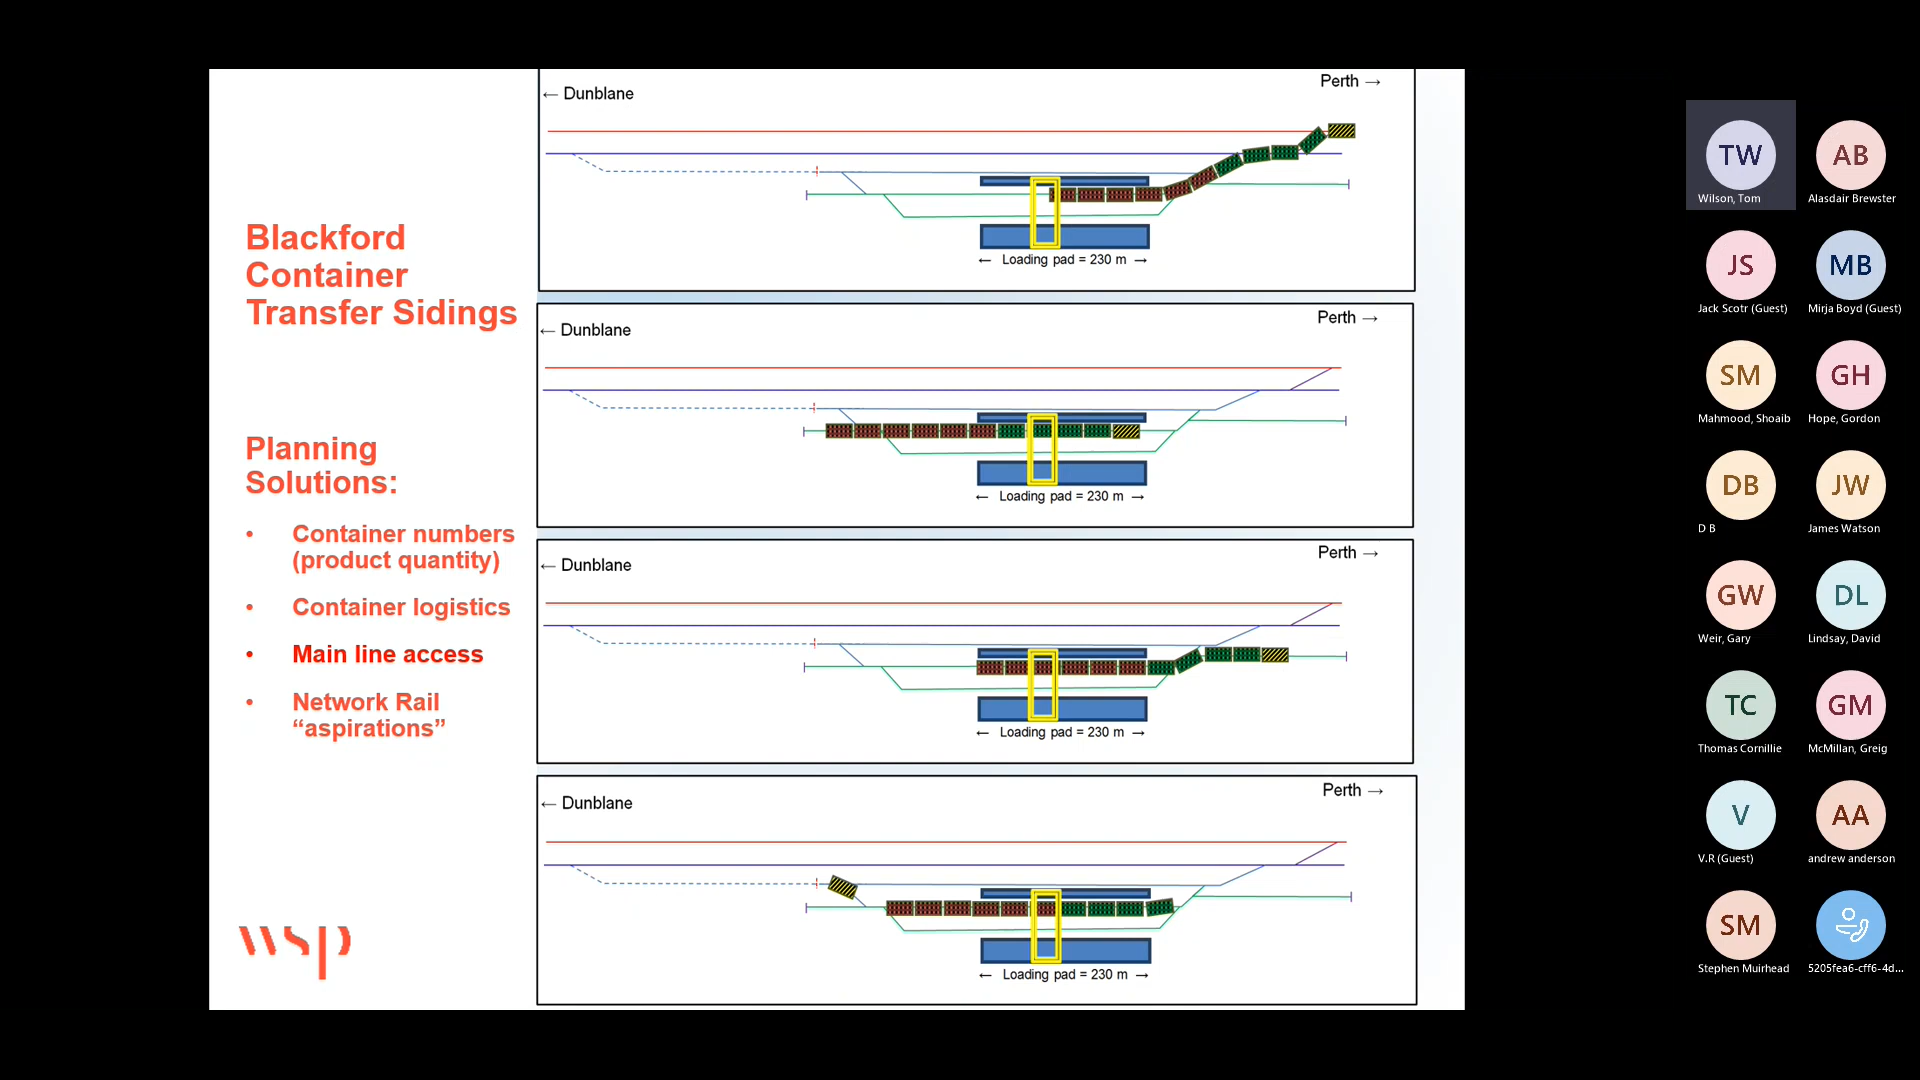 Blackford
Container
Transfer Sidings
Planning
Solutions:
• Container numbers
(product quantity)
• Container logistics
• Main line access
• Network Rail
“aspirations”
wsp
← Dunblane
Perth →
← Loading pad = 230 m →
← Dunblane
Perth →
← Loading pad = 230 m →
← Dunblane
Perth →
← Loading pad = 230 m →
← Dunblane
Perth →
← Loading pad = 230 m →
TW
Wilson, Tom
AB
Alasdair Brewster
JS
Jack Scotr (Guest)
MB
Mirja Boyd (Guest)
SM
Mahmood, Shoaib
GH
Hope, Gordon
DB
D B
JW
James Watson
GW
Weir, Gary
DL
Lindsay, David
TC
Thomas Cornillie
GM
McMillan, Greig
V
V.R (Guest)
AA
andrew anderson
SM
Stephen Muirhead
5205fea6-cff6-4d...